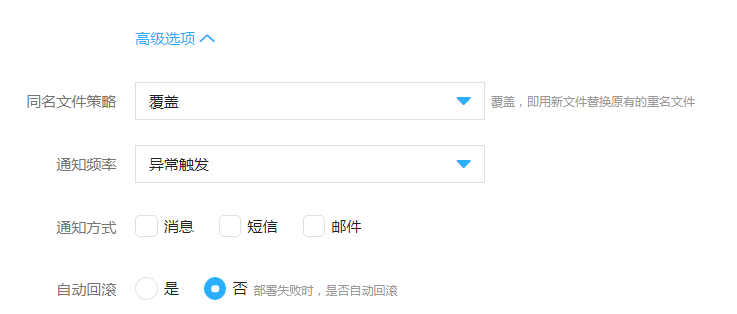 高级选项
同名文件策略 覆盖 覆盖，即用新文件替换原有的重名文件
通知频率 异常触发
通知方式 消息 短信 邮件
自动回滚 是 否 部署失败时，是否自动回滚